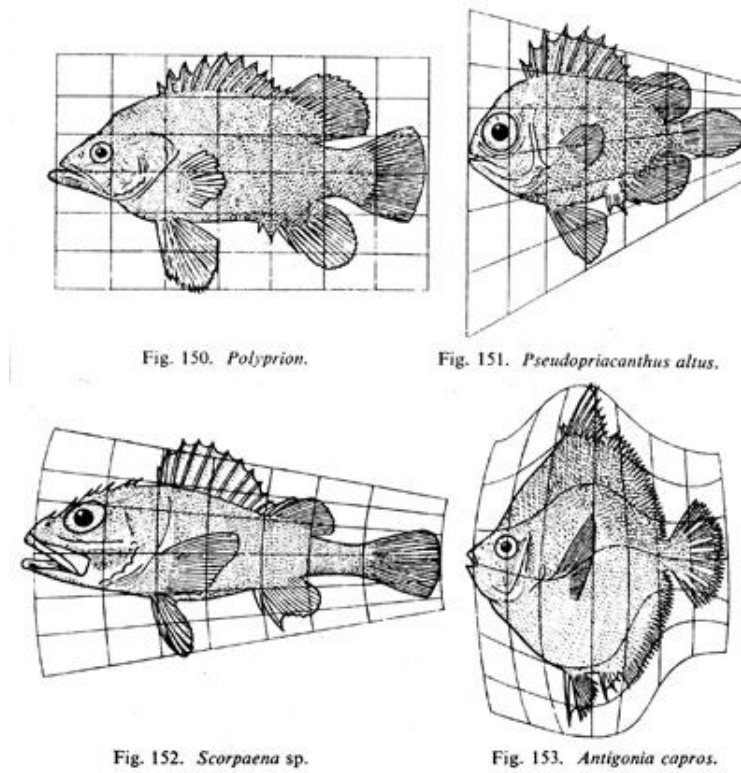 Fig. 150. Polyprion.
Fig. 151. Pseudopriacanthus altus.
Fig. 152. Scorpaena sp.
Fig. 153. Antigonia capros.